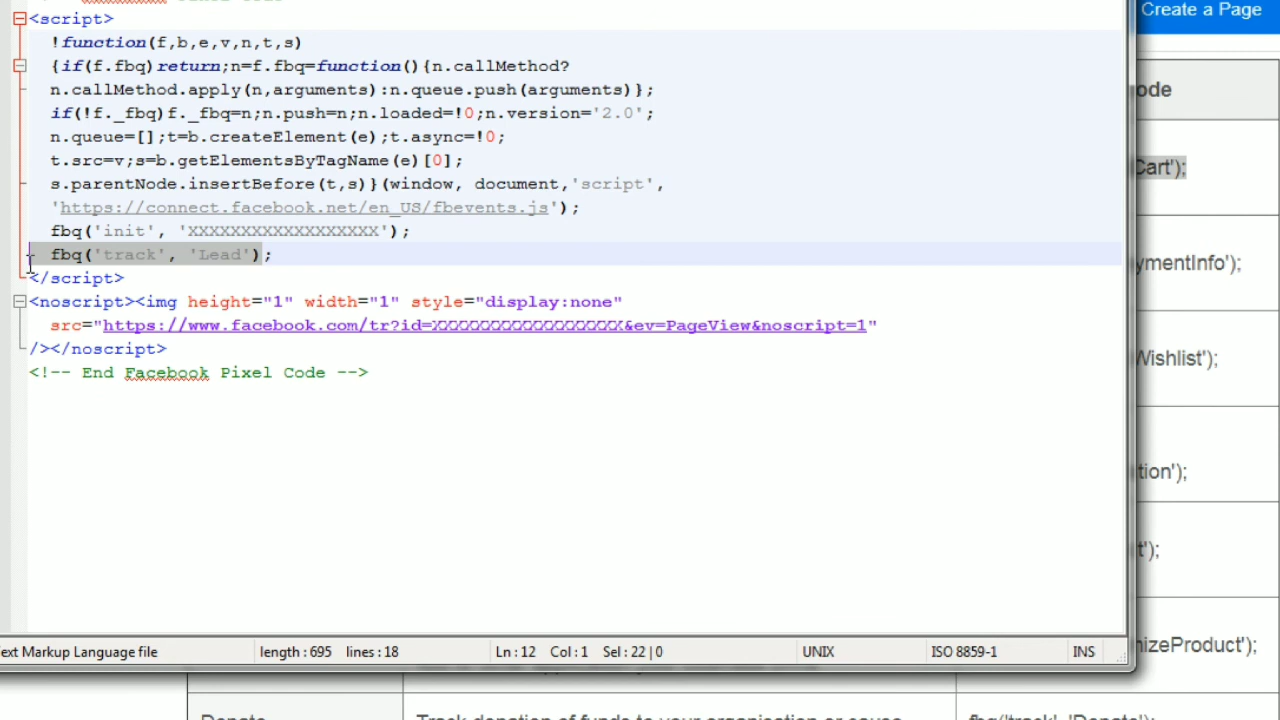 <script>
!function(f,b,e,v,n,t,s)
{if(f.fbq)return;n=f.fbq=function(){n.callMethod?
n.callMethod.apply(n,arguments):n.queue.push(arguments)};
if(!f._fbq)f._fbq=n;n.push=n;n.loaded=!0;n.version='2.0';
n.queue=[];t=b.createElement(e);t.async=!0;
t.src=v;s=b.getElementsByTagName(e)[0];
s.parentNode.insertBefore(t,s)}(window, document,'script',
'https://connect.facebook.net/en_US/fbevents.js');
fbq('init', 'XXXXXXXXXXXXXXXXXX');
fbq('track', 'Lead');
</script>
<noscript><img height="1" width="1" style="display:none"
src="https://www.facebook.com/tr?id=XXXXXXXXXXXXXXXXXX&ev=PageView&noscript=1"
/></noscript>
<!-- End Facebook Pixel Code -->
ext Markup Language file length : 695 lines : 18 Ln : 12 Col : 1 Sel : 22 | 0 UNIX ISO 8859-1 INS
Create a Page
ode
Cart');
ymentInfo');
Wishlist');
tion');
t');
nizeProduct');
Donate Track donation of funds to your organisation or cause fbq('track', 'Donate');